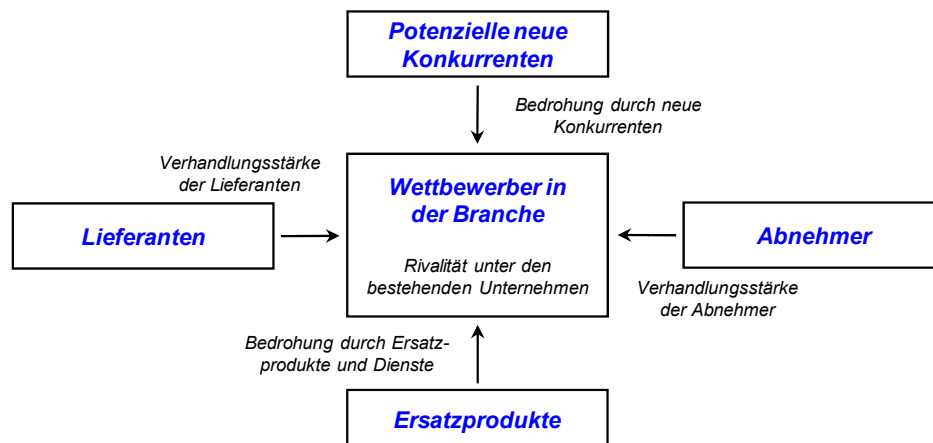 Potenzielle neue
Konkurrenten
Bedrohung durch neue
Konkurrenten
Verhandlungsstärke
der Lieferanten
Wettbewerber in
der Branche
Lieferanten
Abnehmer
Rivalität unter den
bestehenden Unternehmen
Verhandlungsstärke
der Abnehmer
Bedrohung durch Ersatz-
produkte und Dienste
Ersatzprodukte